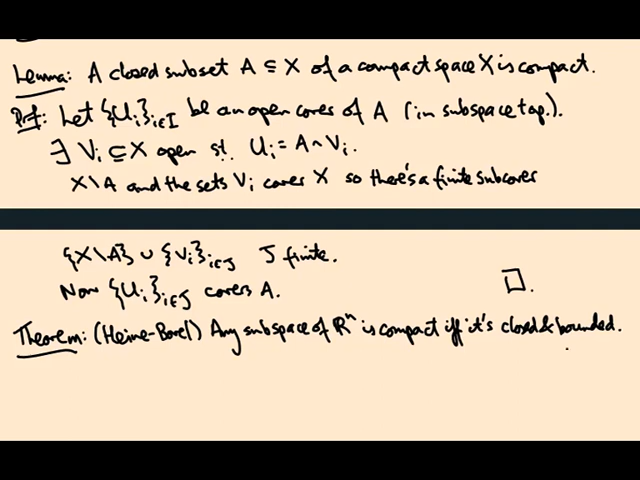 Lemma: A closed subset A ⊆ X of a compact space X is compact.
Prf: Let {Ui}i∈I be an open cover of A (in subspace top.).
∃ Vi ⊆ X open st. Ui = A ∩ Vi.
X\A and the sets Vi cover X so there's a finite subcover
{X\A} ∪ {Vi}i∈J J finite.
Now {Ui}i∈J covers A. □.
Theorem: (Heine-Borel) Any subspace of ℝⁿ is compact iff it's closed & bounded.